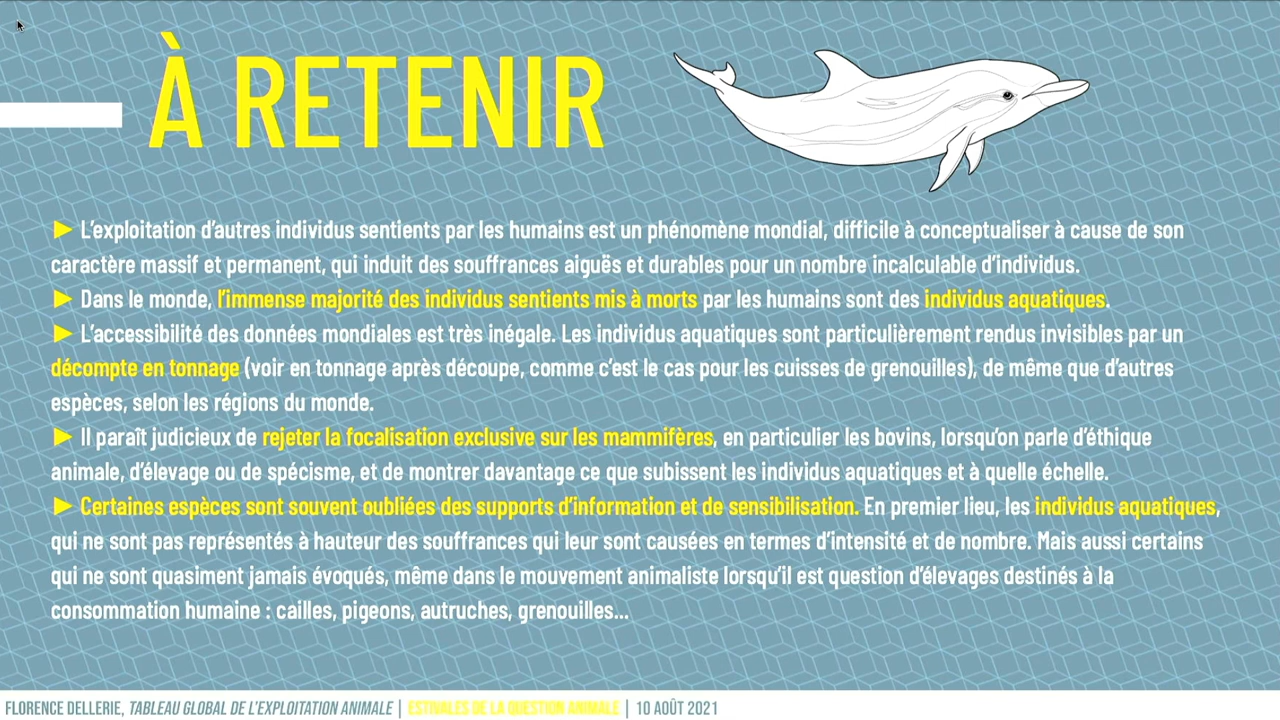 À RETENIR
► L'exploitation d'autres individus sentients par les humains est un phénomène mondial, difficile à conceptualiser à cause de son
caractère massif et permanent, qui induit des souffrances aiguës et durables pour un nombre incalculable d'individus.
► Dans le monde, l'immense majorité des individus sentients mis à morts par les humains sont des individus aquatiques.
► L'accessibilité des données mondiales est très inégale. Les individus aquatiques sont particulièrement rendus invisibles par un
décompte en tonnage (voir en tonnage après découpe, comme c'est le cas pour les cuisses de grenouilles), de même que d'autres
espèces, selon les régions du monde.
► Il paraît judicieux de rejeter la focalisation exclusive sur les mammifères, en particulier les bovins, lorsqu'on parle d'éthique
animale, d'élevage ou de spécisme, et de montrer davantage ce que subissent les individus aquatiques et à quelle échelle.
► Certaines espèces sont souvent oubliées des supports d'information et de sensibilisation. En premier lieu, les individus aquatiques,
qui ne sont pas représentés à hauteur des souffrances qui leur sont causées en termes d'intensité et de nombre. Mais aussi certains
qui ne sont quasiment jamais évoqués, même dans le mouvement animaliste lorsqu'il est question d'élevages destinés à la
consommation humaine : cailles, pigeons, autruches, grenouilles...
FLORENCE DELLERIE, TABLEAU GLOBAL DE L'EXPLOITATION ANIMALE | ESTIVALES DE LA QUESTION ANIMALE | 10 AOÛT 2021